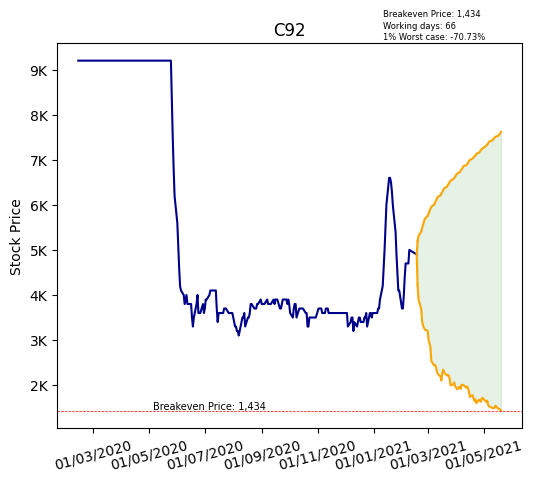 Breakeven Price: 1,434
Working days: 66
1% Worst case: -70.73%
C92
9K
8K
7K
6K
5K
4K
3K
2K
Stock Price
Breakeven Price: 1,434
01/03/2020 01/05/2020 01/07/2020 01/09/2020 01/11/2020 01/01/2021 01/03/2021 01/05/2021